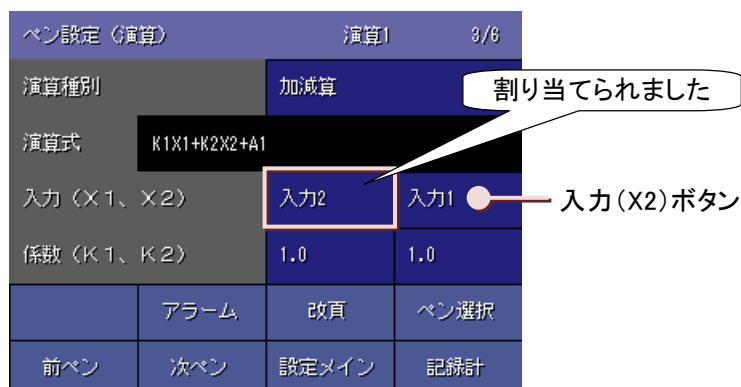 ペン設定（演算） 演算1 3/6
演算種別 加減算
割り当てられました
演算式 K1X1+K2X2+A1
入力（X1、X2） 入力2 入力1
入力（X2）ボタン
係数（K1、K2） 1.0 1.0
アラーム 改頁 ペン選択
前ペン 次ペン 設定メイン 記録計